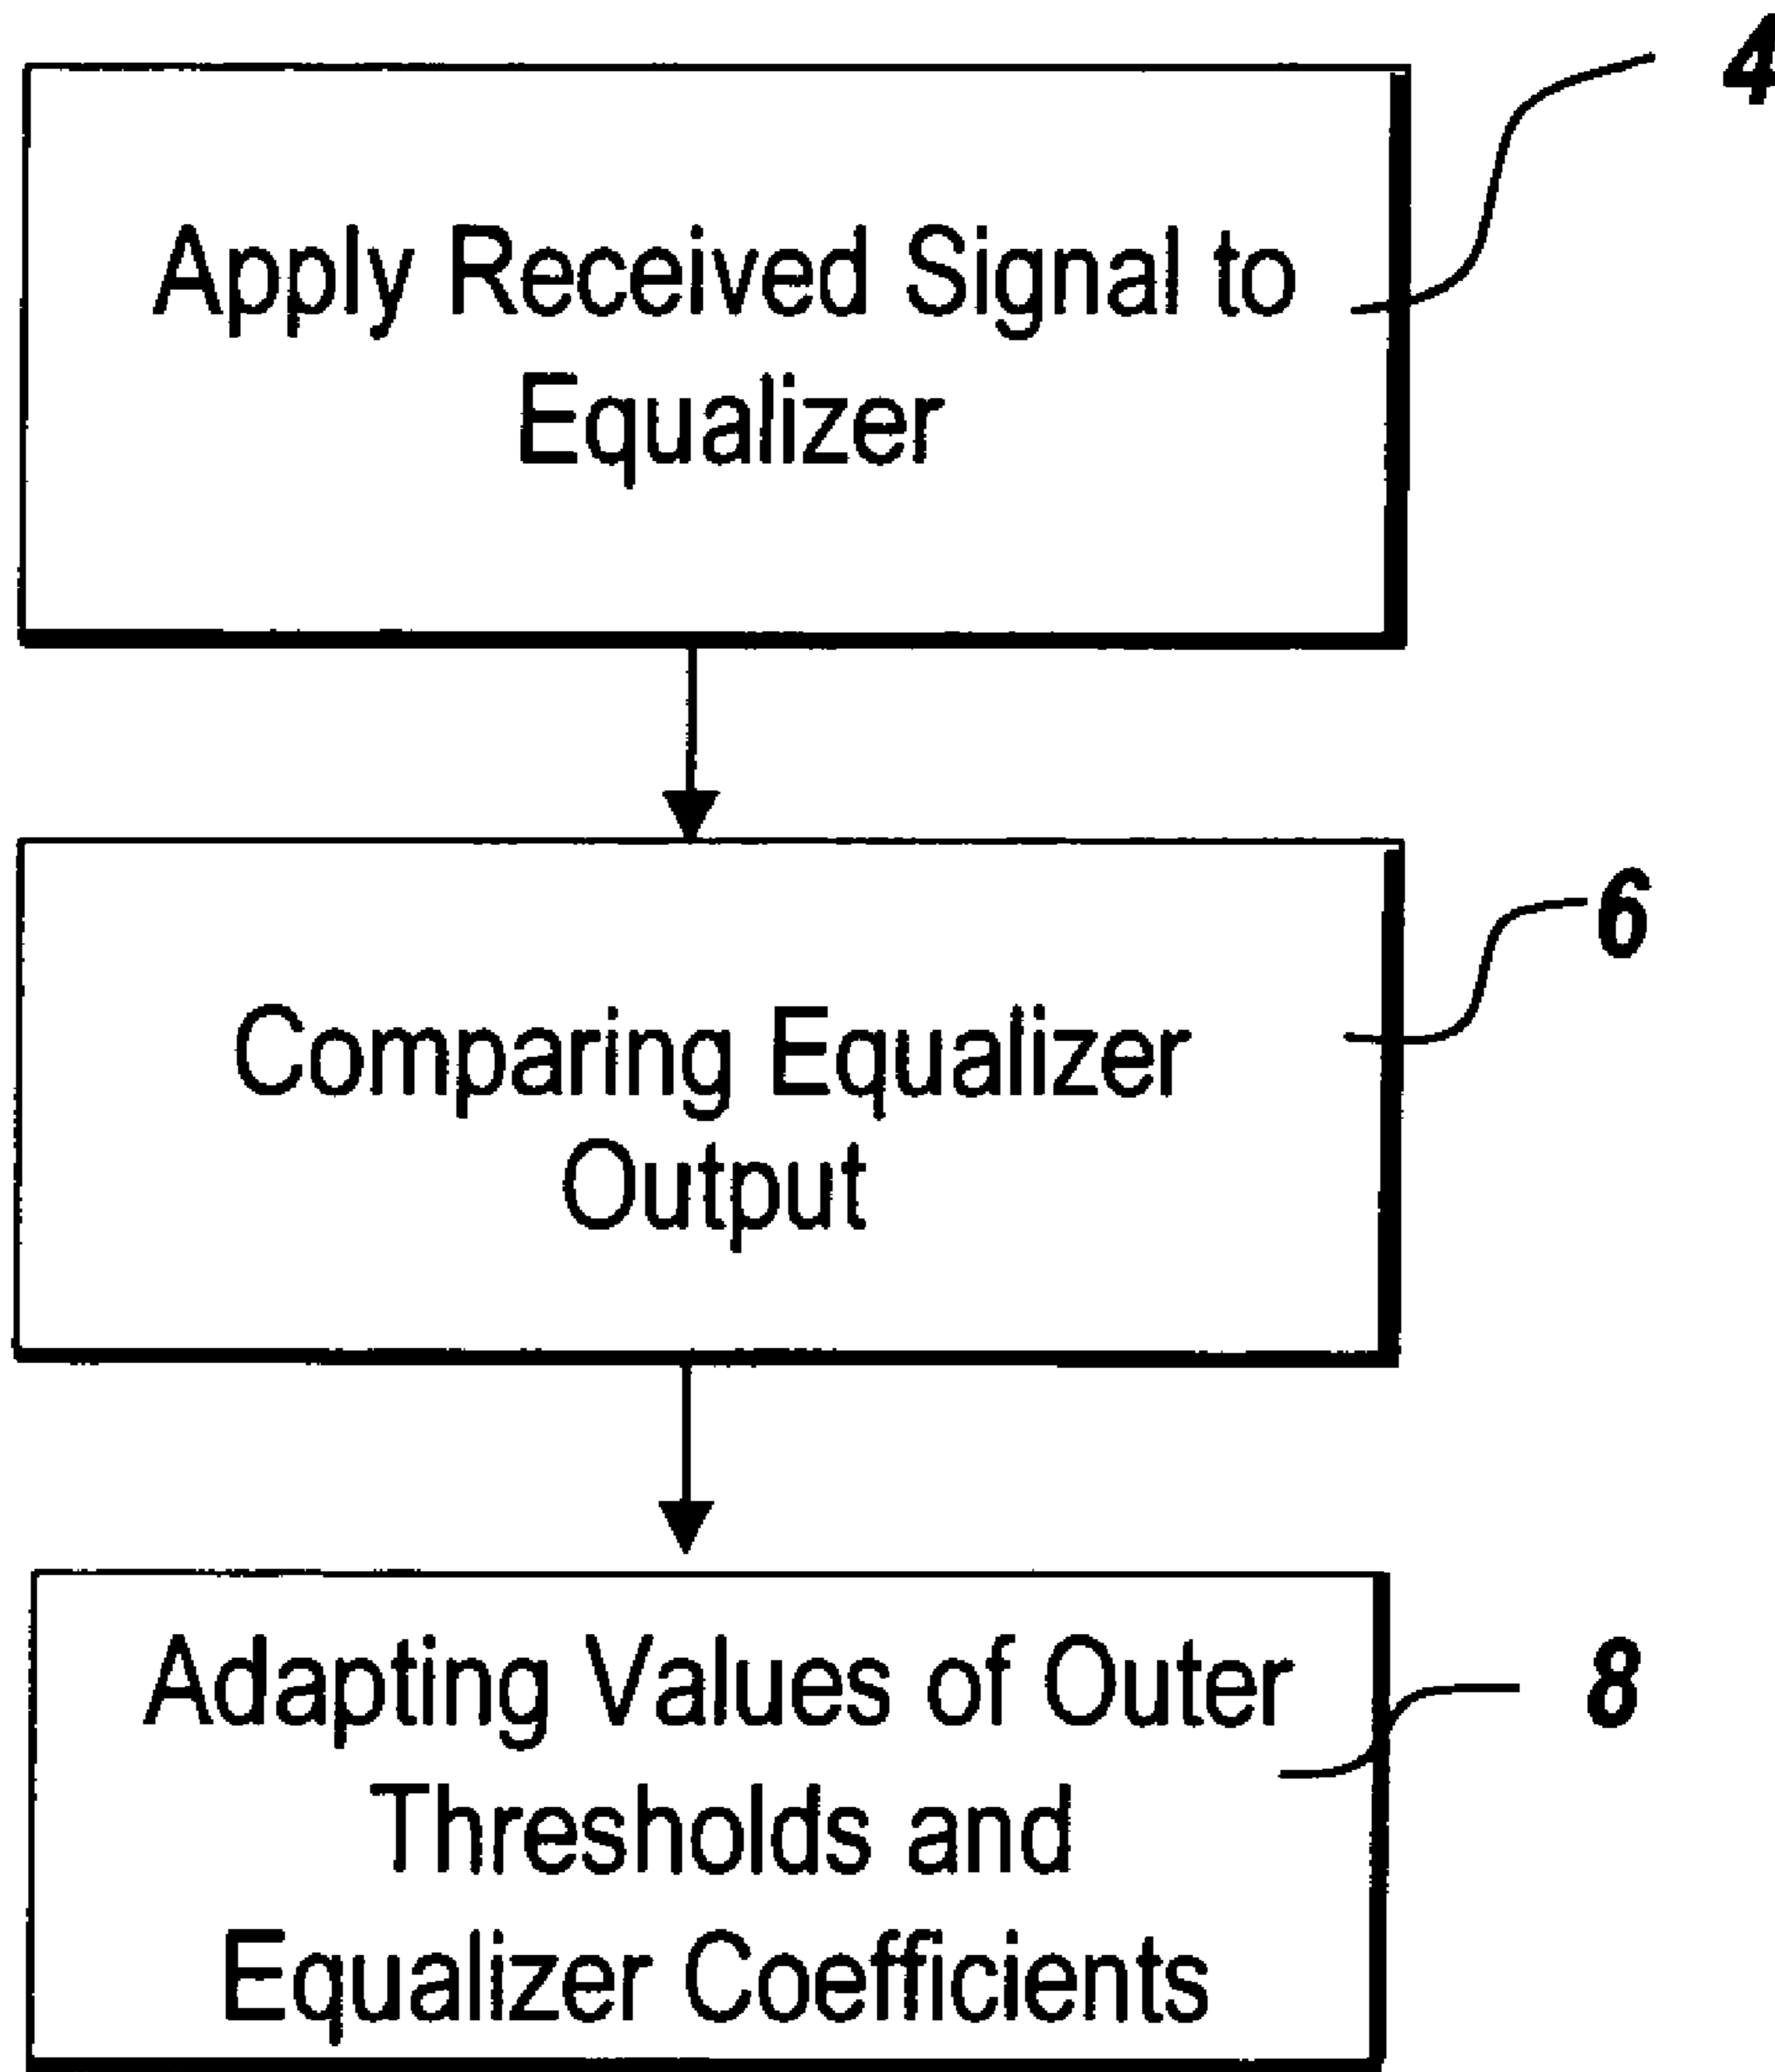 4
Apply Received Signal to
Equalizer
6
Comparing Equalizer
Output
8
Adapting Values of Outer
Thresholds and
Equalizer Coefficients